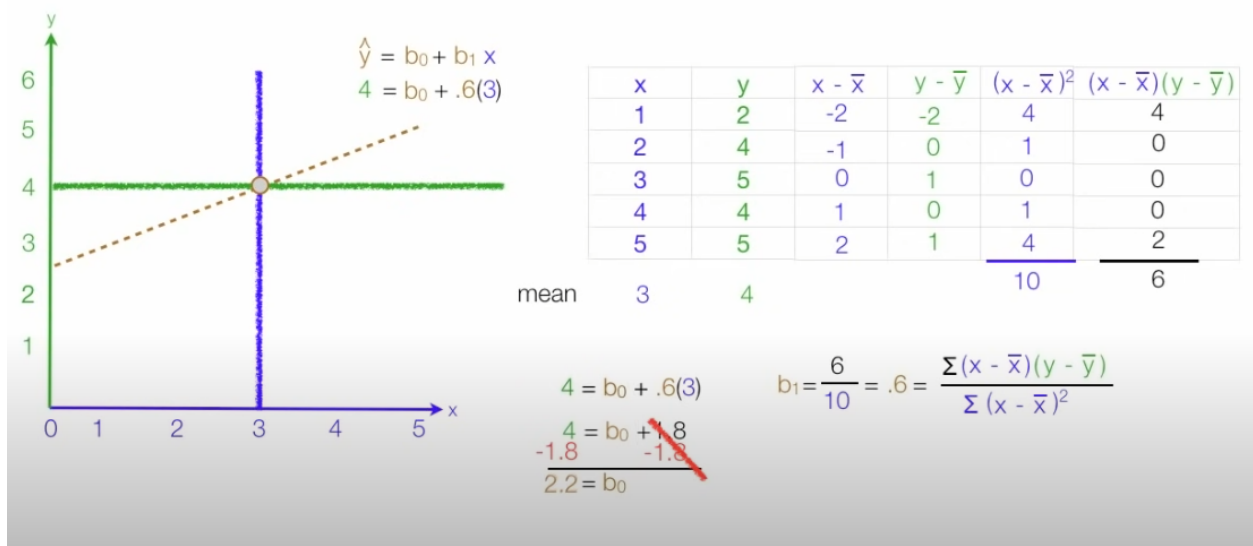 y
ŷ = b₀ + b₁ x
4 = b₀ + .6(3)
6
5
4
3
2
1
0 1 2 3 4 5 x
x y x - x̅ y - y̅ (x - x̅)² (x - x̅)(y - y̅)
1 2 -2 -2 4 4
2 4 -1 0 1 0
3 5 0 1 0 0
4 4 1 0 1 0
5 5 2 1 4 2
10 6
mean 3 4
4 = b₀ + .6(3)
4 = b₀ + 1.8
-1.8 -1.8
2.2 = b₀
b₁ = 6/10 = .6 = Σ (x - x̅)(y - y̅) / Σ (x - x̅)²